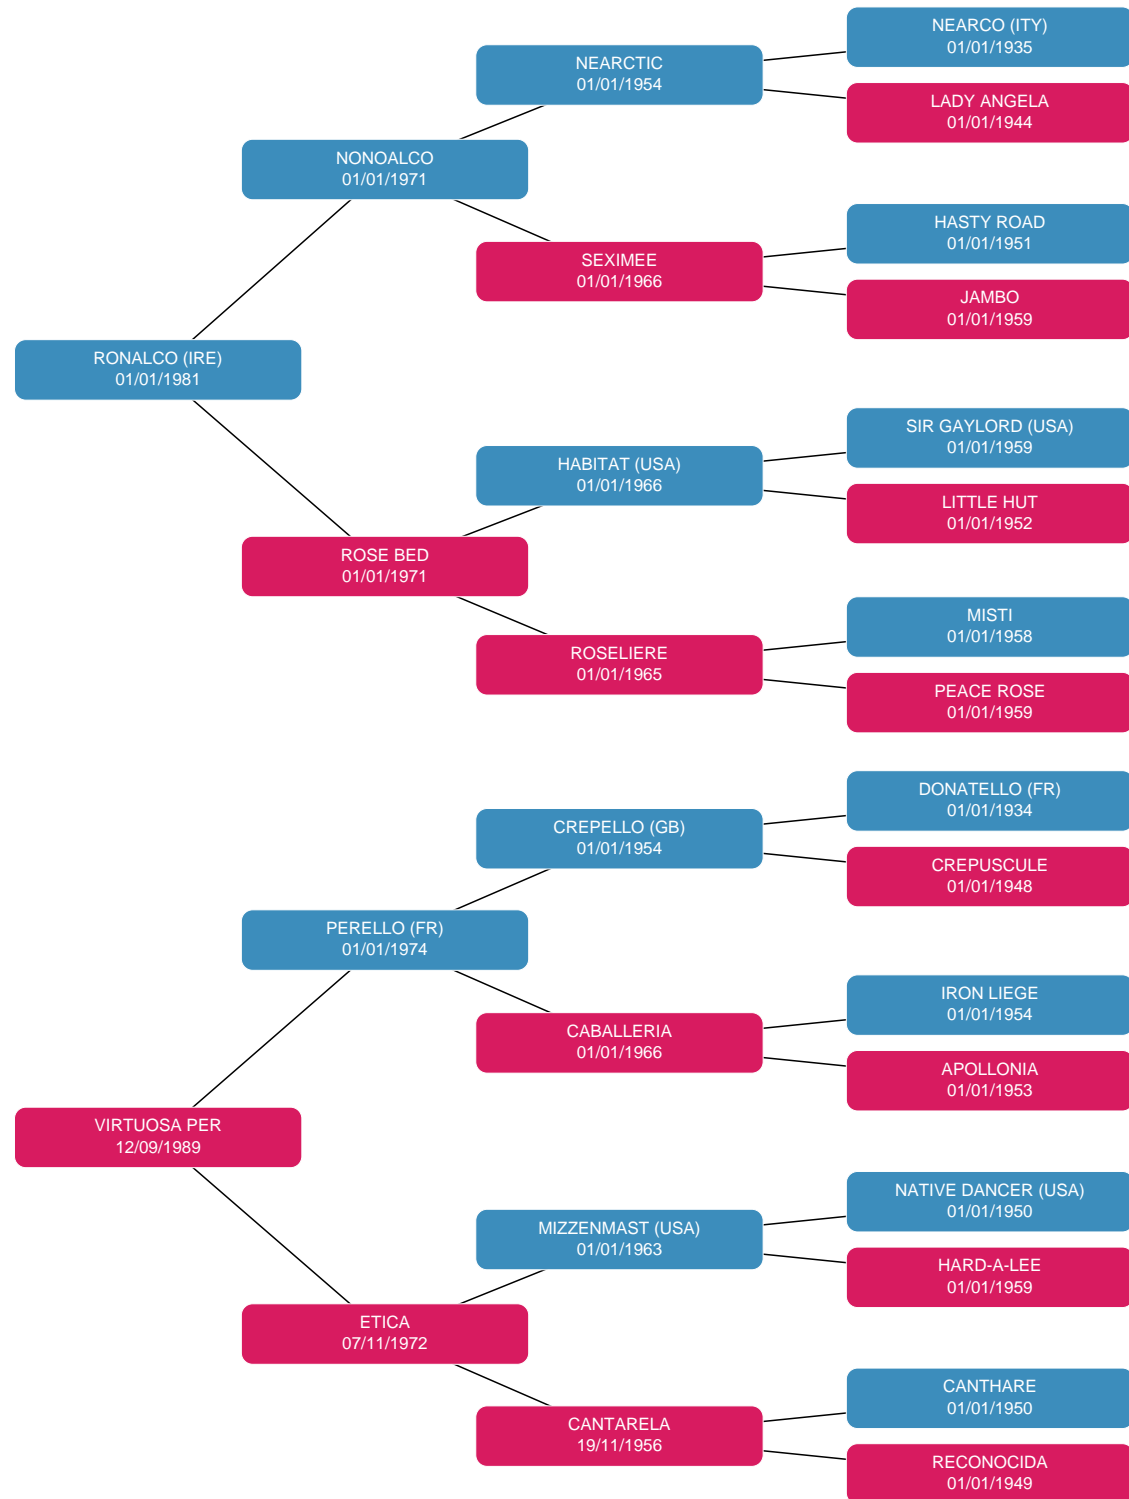 NEARCO (ITY)
01/01/1935
NEARCTIC
01/01/1954
LADY ANGELA
01/01/1944
NONOALCO
01/01/1971
HASTY ROAD
01/01/1951
SEXIMEE
01/01/1966
JAMBO
01/01/1959
RONALCO (IRE)
01/01/1981
SIR GAYLORD (USA)
01/01/1959
HABITAT (USA)
01/01/1966
LITTLE HUT
01/01/1952
ROSE BED
01/01/1971
MISTI
01/01/1958
ROSELIERE
01/01/1965
PEACE ROSE
01/01/1959
DONATELLO (FR)
01/01/1934
CREPELLO (GB)
01/01/1954
CREPUSCULE
01/01/1948
PERELLO (FR)
01/01/1974
IRON LIEGE
01/01/1954
CABALLERIA
01/01/1966
APOLLONIA
01/01/1953
VIRTUOSA PER
12/09/1989
NATIVE DANCER (USA)
01/01/1950
MIZZENMAST (USA)
01/01/1963
HARD-A-LEE
01/01/1959
ETICA
07/11/1972
CANTHARE
01/01/1950
CANTARELA
19/11/1956
RECONOCIDA
01/01/1949